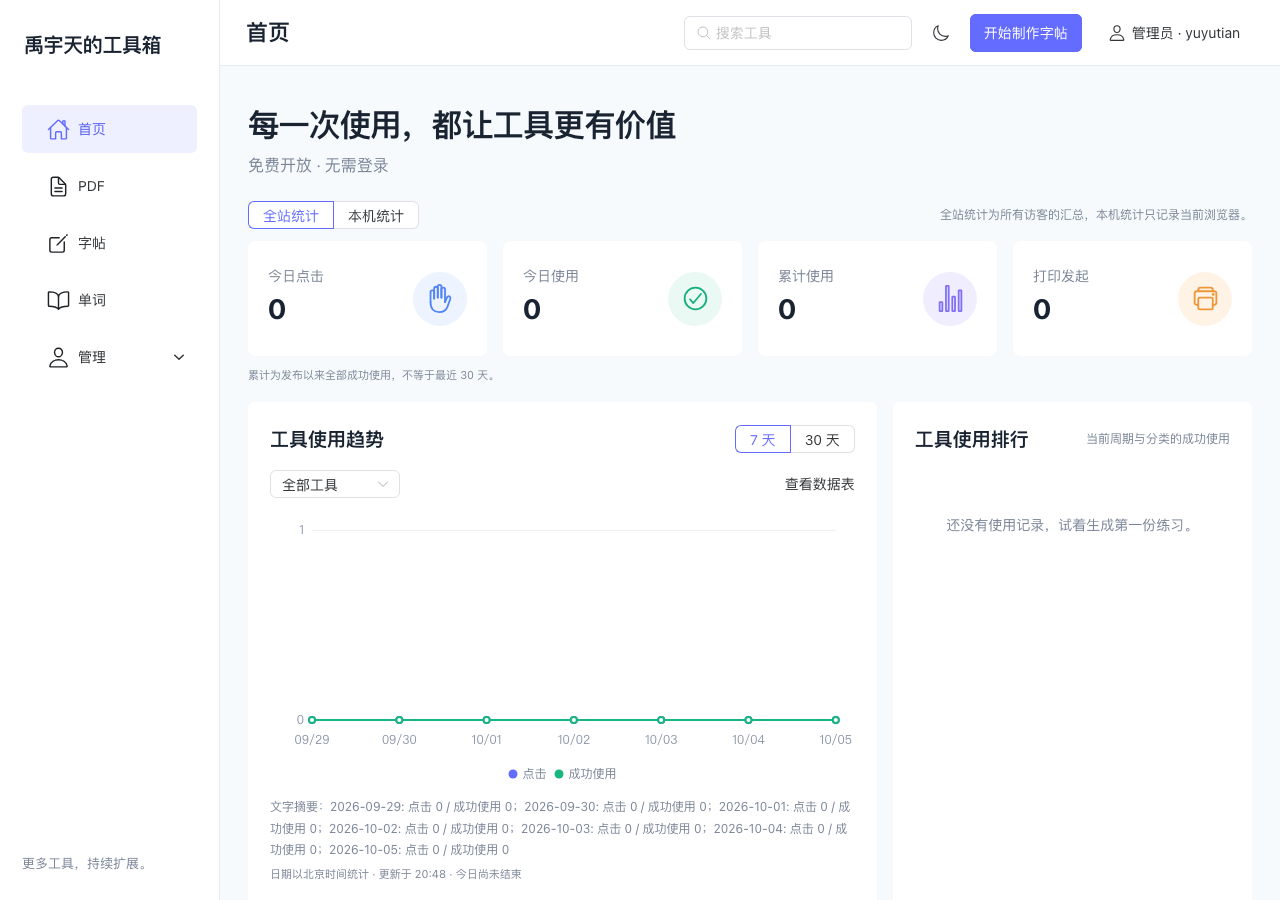 禹宇天的工具箱
首页
PDF
字帖
单词
管理
更多工具，持续扩展。
首页
搜索工具
开始制作字帖
管理员 · yuyutian
每一次使用，都让工具更有价值
免费开放 · 无需登录
全站统计
本机统计
全站统计为所有访客的汇总，本机统计只记录当前浏览器。
今日点击
0
今日使用
0
累计使用
0
打印发起
0
累计为发布以来全部成功使用，不等于最近 30 天。
工具使用趋势
7 天
30 天
全部工具
查看数据表
1
0
09/29
09/30
10/01
10/02
10/03
10/04
10/05
点击
成功使用
文字摘要：2026-09-29: 点击 0 / 成功使用 0；2026-09-30: 点击 0 / 成功使用 0；2026-10-01: 点击 0 / 成
功使用 0；2026-10-02: 点击 0 / 成功使用 0；2026-10-03: 点击 0 / 成功使用 0；2026-10-04: 点击 0 / 成
功使用 0；2026-10-05: 点击 0 / 成功使用 0
日期以北京时间统计 · 更新于 20:48 · 今日尚未结束
工具使用排行
当前周期与分类的成功使用
还没有使用记录，试着生成第一份练习。